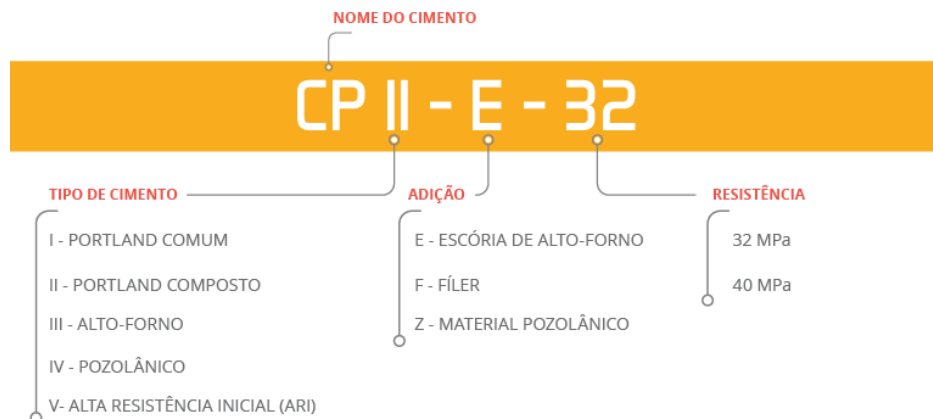 NOME DO CIMENTO
CP II - E - 32
TIPO DE CIMENTO
I - PORTLAND COMUM
II - PORTLAND COMPOSTO
III - ALTO-FORNO
IV - POZOLÂNICO
V- ALTA RESISTÊNCIA INICIAL (ARI)
ADIÇÃO
E - ESCÓRIA DE ALTO-FORNO
F - FÍLER
Z - MATERIAL POZOLÂNICO
RESISTÊNCIA
32 MPa
40 MPa